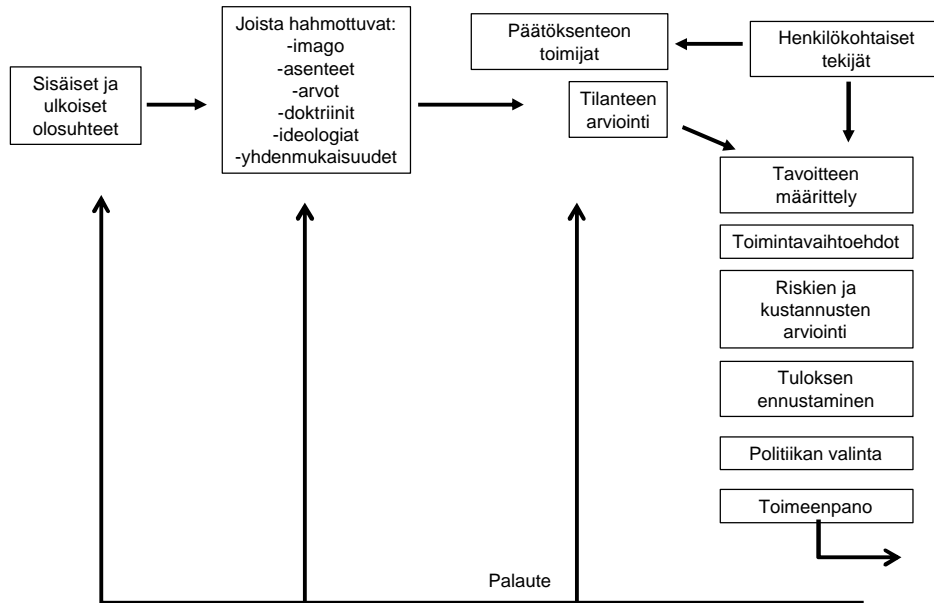 Sisäiset ja
ulkoiset
olosuhteet
Joista hahmottuvat:
-imago
-asenteet
-arvot
-doktriinit
-ideologiat
-yhdenmukaisuudet
Päätöksenteon
toimijat
Henkilökohtaiset
tekijät
Tilanteen
arviointi
Tavoitteen
määrittely
Toimintavaihtoehdot
Riskien ja
kustannusten
arviointi
Tuloksen
ennustaminen
Politiikan valinta
Toimeenpano
Palaute